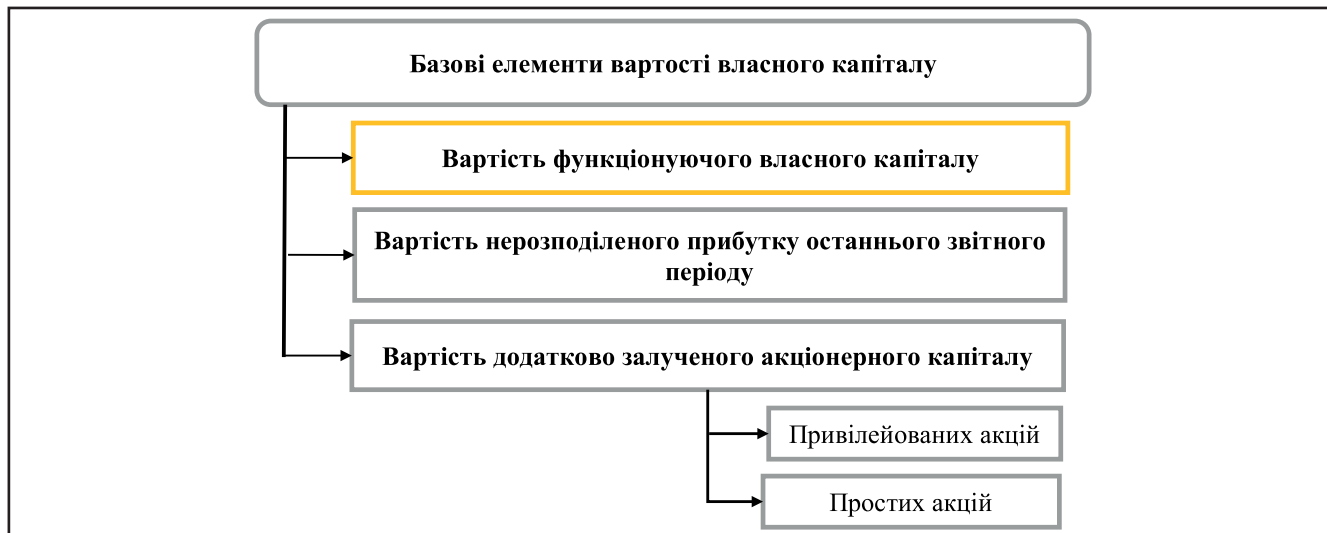 Базові елементи вартості власного капіталу
Вартість функціонуючого власного капіталу
Вартість нерозподіленого прибутку останнього звітного
періоду
Вартість додатково залученого акціонерного капіталу
Привілейованих акцій
Простих акцій